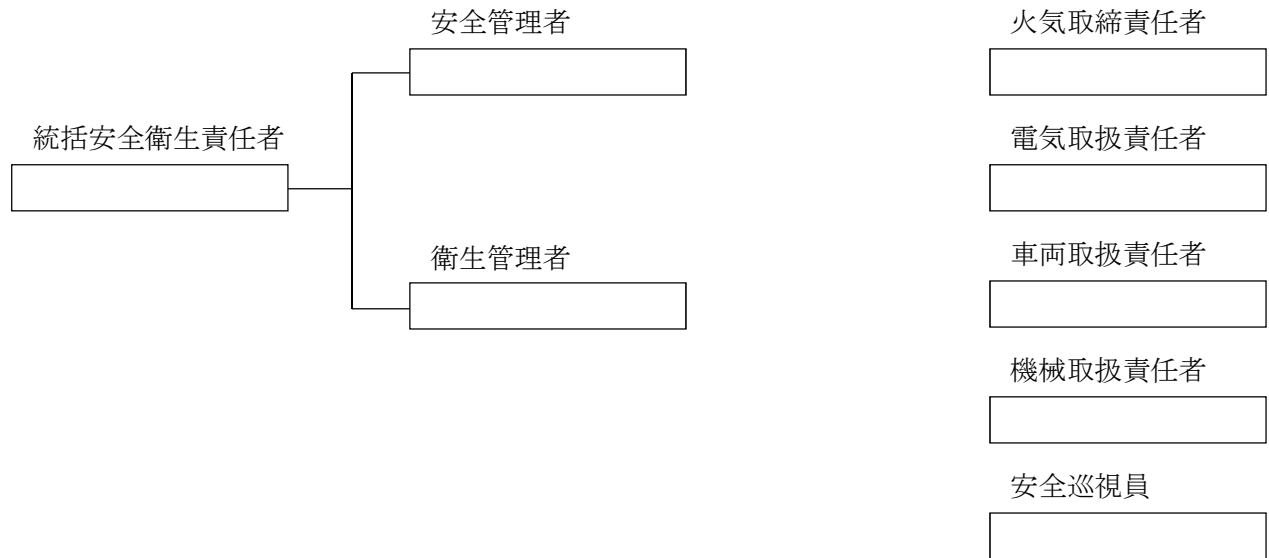 安全管理者
火気取締責任者
統括安全衛生責任者
電気取扱責任者
衛生管理者
車両取扱責任者
機械取扱責任者
安全巡視員